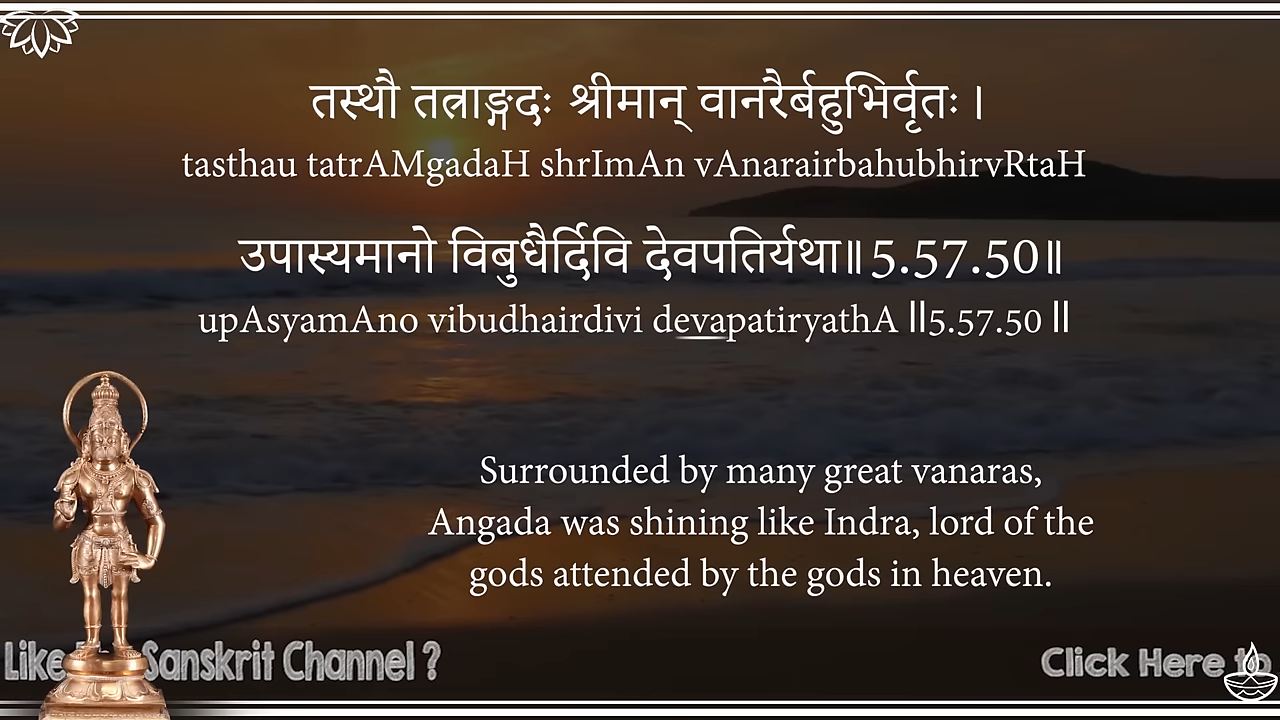 तस्थौ तत्राङ्गदः श्रीमान् वानरैर्बहुभिर्वृतः ।
tasthau tatrAMgadaH shrImAn vAnarairbahubhirvRtaH
उपास्यमानो विबुधैर्दिवि देवपतिर्यथा॥5.57.50॥
upAsyamAno vibudhairdivi devapatiryathA ||5.57.50 ||
Surrounded by many great vanaras,
Angada was shining like Indra, lord of the
gods attended by the gods in heaven.
Like Sanskrit Channel ?
Click Here to